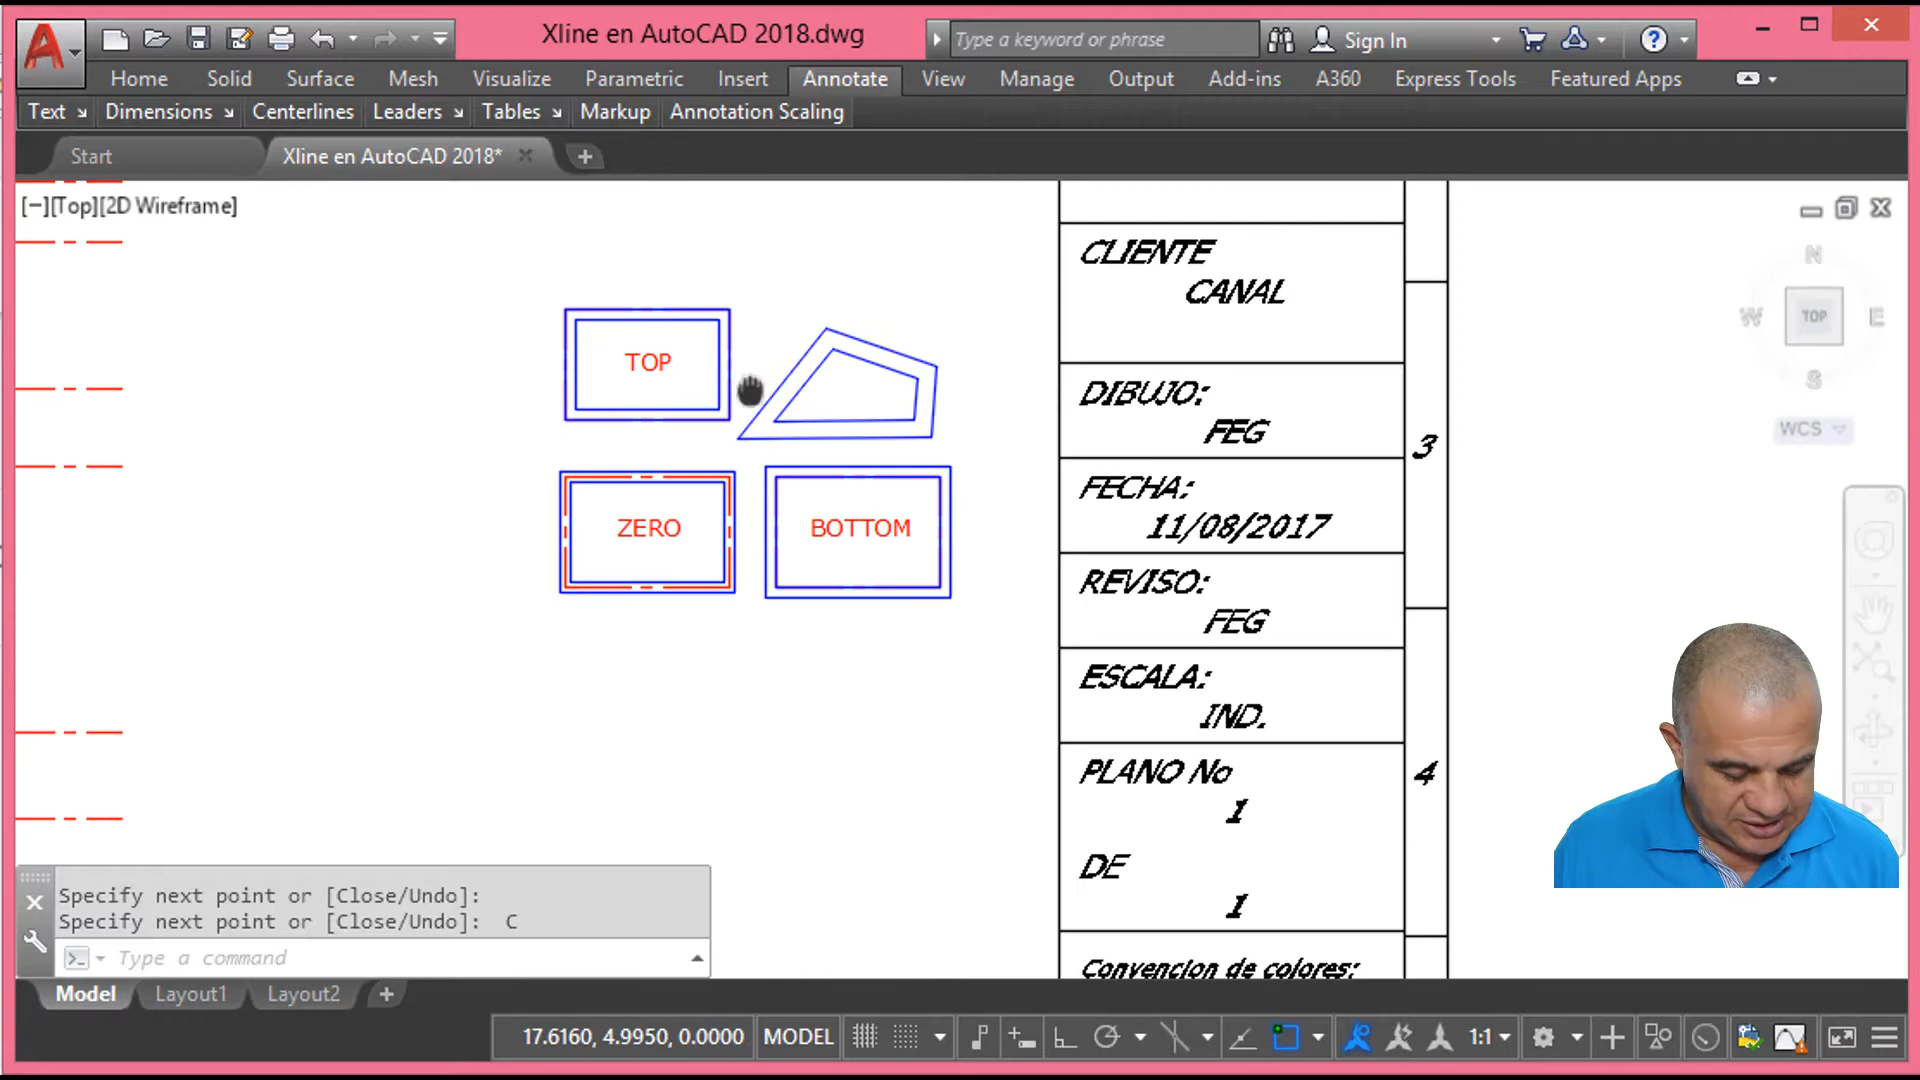 Xline en AutoCAD 2018.dwg
Type a keyword or phrase
Sign In
Home Solid Surface Mesh Visualize Parametric Insert Annotate View Manage Output Add-ins A360 Express Tools Featured Apps
Text Dimensions Centerlines Leaders Tables Markup Annotation Scaling
Start Xline en AutoCAD 2018*
[−][Top][2D Wireframe]
N
W TOP E
S
WCS
TOP
ZERO BOTTOM
CLIENTE
CANAL
DIBUJO:
FEG
3
FECHA:
11/08/2017
REVISO:
FEG
ESCALA:
IND.
PLANO No
1
4
DE
1
Convencion de colores:
Specify next point or [Close/Undo]:
Specify next point or [Close/Undo]: C
Type a command
Model Layout1 Layout2
17.6160, 4.9950, 0.0000 MODEL 1:1